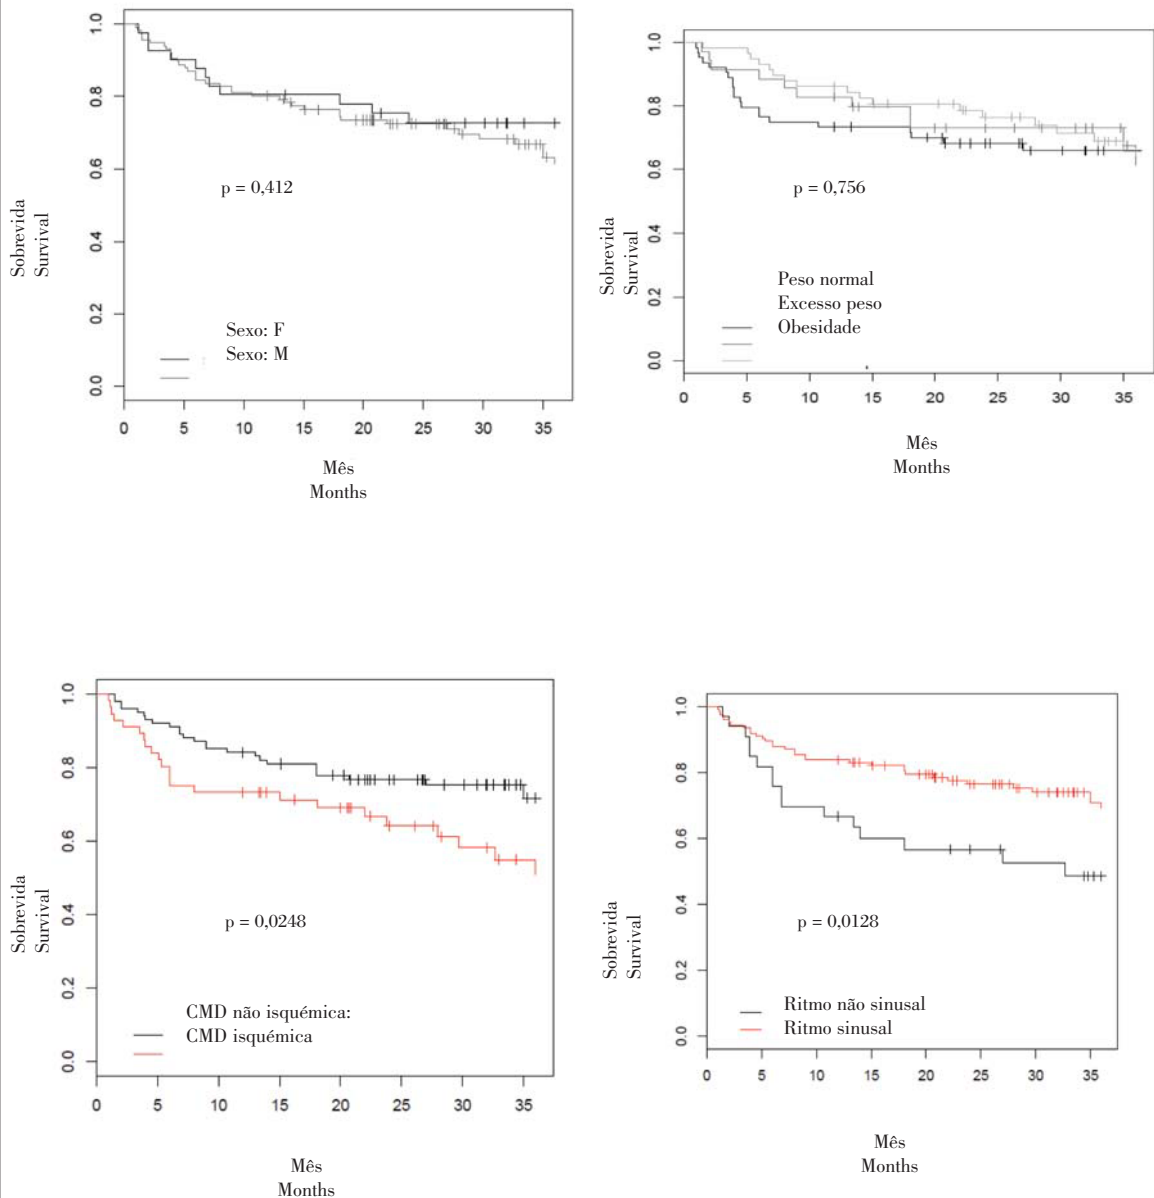 Sobrevida
Survival
1.0
0.8
0.6
0.4
0.2
0.0
p = 0,412
Sexo: F
Sexo: M
0 5 10 15 20 25 30 35
Mês
Months
Sobrevida
Survival
1.0
0.8
0.6
0.4
0.2
0.0
p = 0,756
Peso normal
Excesso peso
Obesidade
0 5 10 15 20 25 30 35
Mês
Months
Sobrevida
Survival
1.0
0.8
0.6
0.4
0.2
0.0
p = 0,0248
CMD não isquémica:
CMD isquémica
0 5 10 15 20 25 30 35
Mês
Months
Sobrevida
Survival
1.0
0.8
0.6
0.4
0.2
0.0
p = 0,0128
Ritmo não sinusal
Ritmo sinusal
0 5 10 15 20 25 30 35
Mês
Months